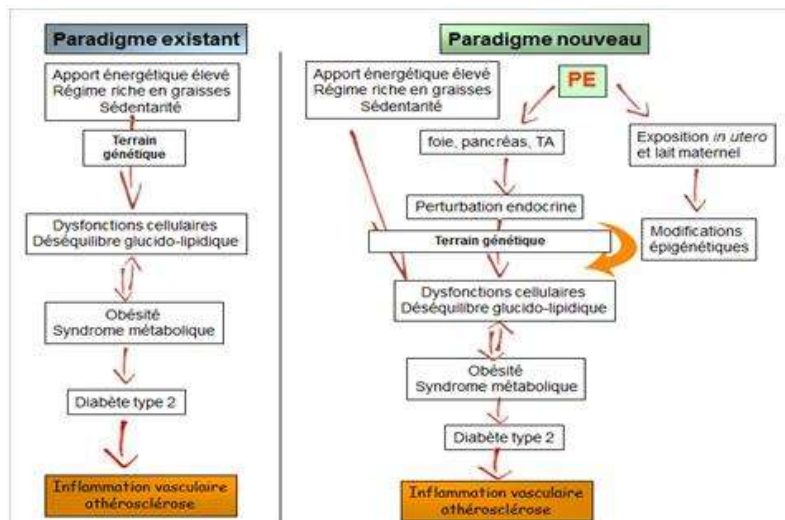 Paradigme existant
Apport énergétique élevé
Régime riche en graisses
Sédentarité
Terrain
génétique
Dysfonctions cellulaires
Déséquilibre glucido-lipidique
Obésité
Syndrome métabolique
Diabète type 2
Inflammation vasculaire
athérosclérose
Paradigme nouveau
Apport énergétique élevé
Régime riche en graisses
Sédentarité
PE
foie, pancréas, TA
Exposition in utero
et lait maternel
Perturbation endocrine
Terrain génétique
Modifications
épigénétiques
Dysfonctions cellulaires
Déséquilibre glucido-lipidique
Obésité
Syndrome métabolique
Diabète type 2
Inflammation vasculaire
athérosclérose